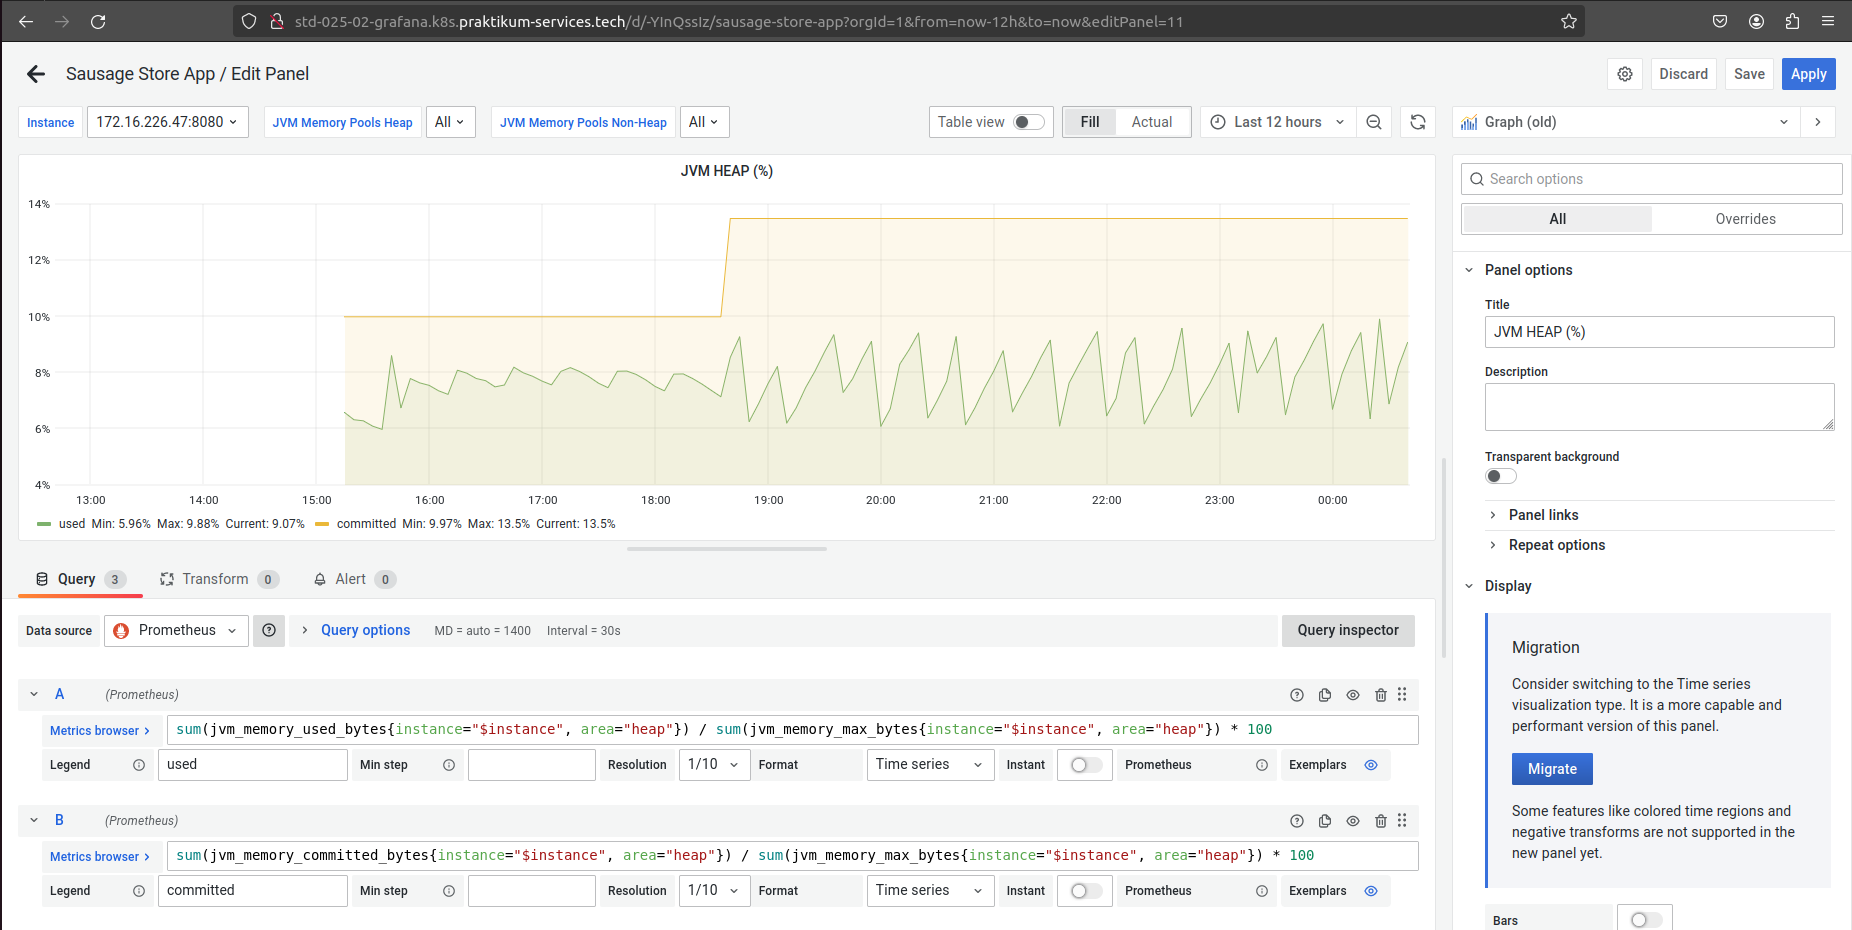 std-025-02-grafana.k8s.praktikum-services.tech/d/-YInQssIz/sausage-store-app?orgId=1&from=now-12h&to=now&editPanel=11
Sausage Store App / Edit Panel
Discard Save Apply
Instance 172.16.226.47:8080 JVM Memory Pools Heap All JVM Memory Pools Non-Heap All Table view Fill Actual Last 12 hours Graph (old)
JVM HEAP (%)
14%
12%
10%
8%
6%
4%
13:00 14:00 15:00 16:00 17:00 18:00 19:00 20:00 21:00 22:00 23:00 00:00
used Min: 5.96% Max: 9.88% Current: 9.07% committed Min: 9.97% Max: 13.5% Current: 13.5%
Query 3 Transform 0 Alert 0
Data source Prometheus Query options MD = auto = 1400 Interval = 30s Query inspector
A (Prometheus)
Metrics browser > sum(jvm_memory_used_bytes{instance="$instance", area="heap"}) / sum(jvm_memory_max_bytes{instance="$instance", area="heap"}) * 100
Legend used Min step Resolution 1/10 Format Time series Instant Prometheus Exemplars
B (Prometheus)
Metrics browser > sum(jvm_memory_committed_bytes{instance="$instance", area="heap"}) / sum(jvm_memory_max_bytes{instance="$instance", area="heap"}) * 100
Legend committed Min step Resolution 1/10 Format Time series Instant Prometheus Exemplars
Search options
All Overrides
Panel options
Title
JVM HEAP (%)
Description
Transparent background
Panel links
Repeat options
Display
Migration
Consider switching to the Time series
visualization type. It is a more capable and
performant version of this panel.
Migrate
Some features like colored time regions and
negative transforms are not supported in the
new panel yet.
Bars